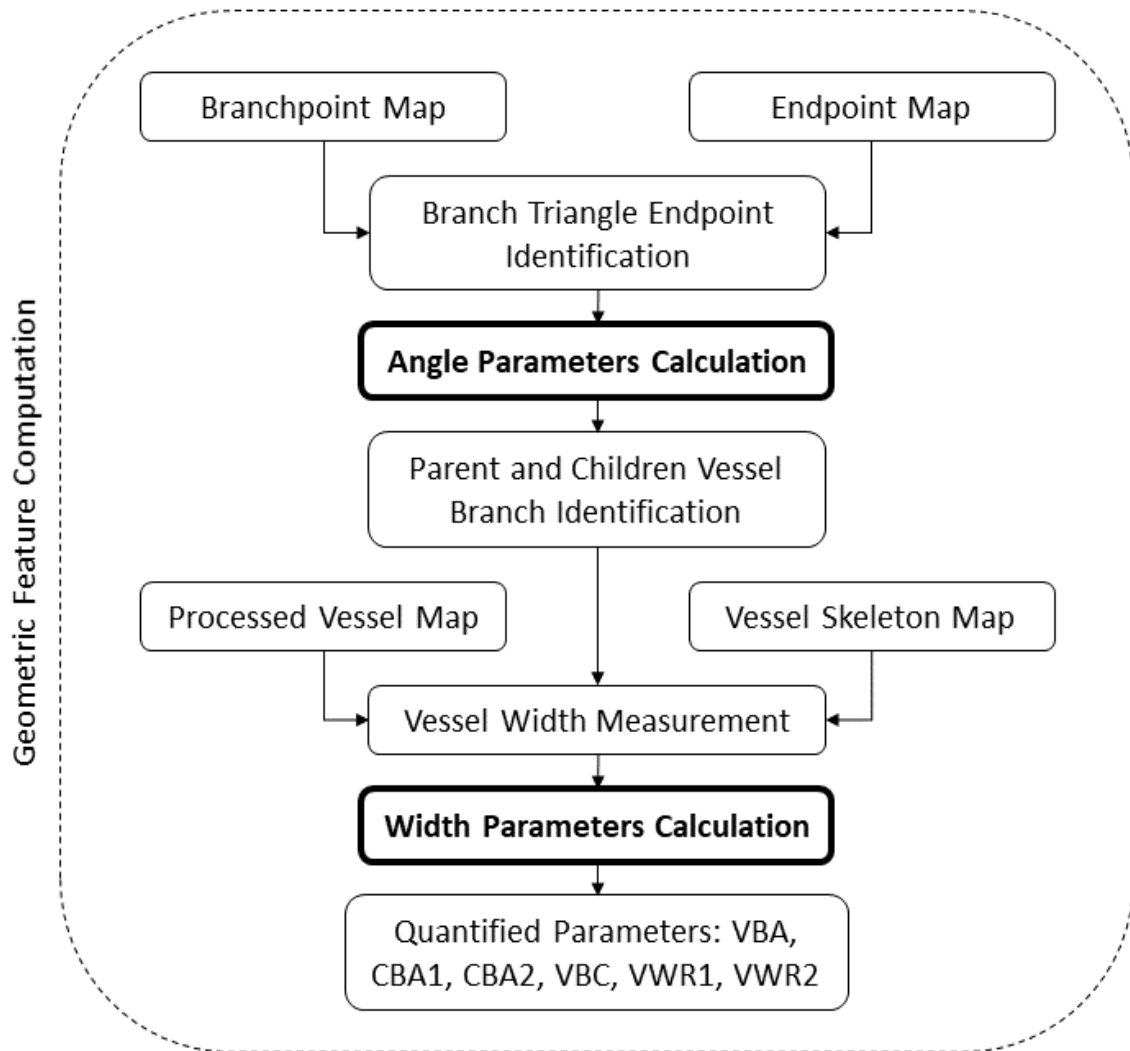 Geometric Feature Computation
Branchpoint Map
Endpoint Map
Branch Triangle Endpoint
Identification
Angle Parameters Calculation
Parent and Children Vessel
Branch Identification
Processed Vessel Map
Vessel Skeleton Map
Vessel Width Measurement
Width Parameters Calculation
Quantified Parameters: VBA,
CBA1, CBA2, VBC, VWR1, VWR2